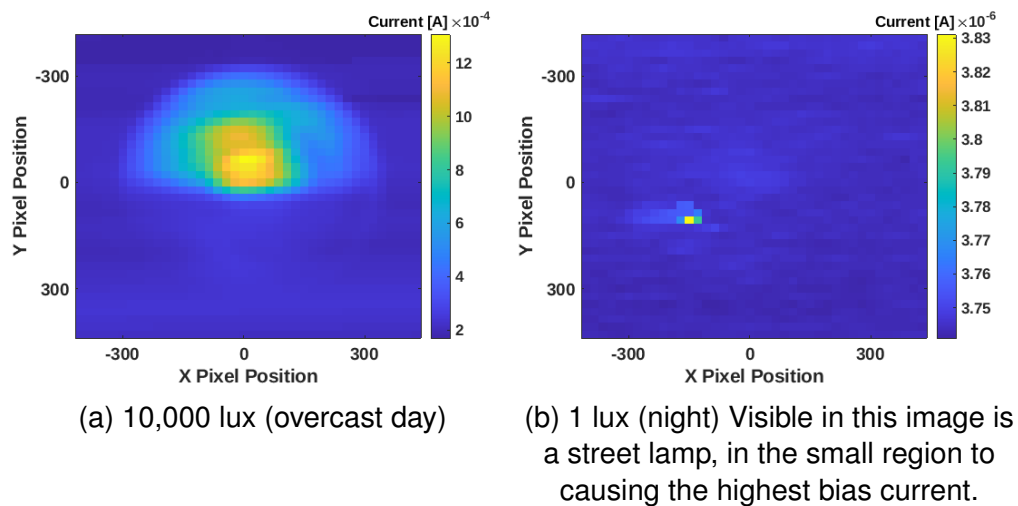 Current [A] ×10-4
-300
0
300
Y Pixel Position
-300 0 300
X Pixel Position
12
10
8
6
4
2
Current [A] ×10-6
-300
0
300
Y Pixel Position
-300 0 300
X Pixel Position
3.83
3.82
3.81
3.8
3.79
3.78
3.77
3.76
3.75
(a) 10,000 lux (overcast day)
(b) 1 lux (night) Visible in this image is
a street lamp, in the small region to
causing the highest bias current.